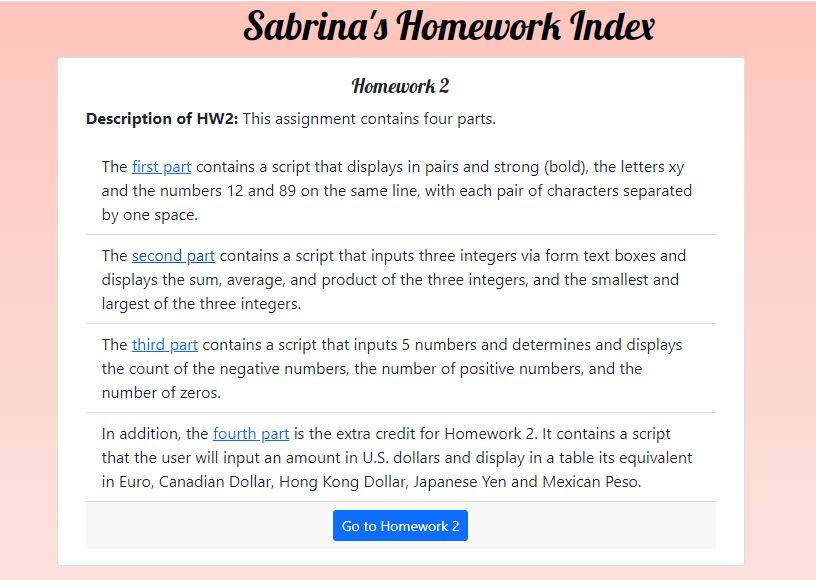 Sabrina's Homework Index
Homework 2
Description of HW2: This assignment contains four parts.
The first part contains a script that displays in pairs and strong (bold), the letters xy
and the numbers 12 and 89 on the same line, with each pair of characters separated
by one space.
The second part contains a script that inputs three integers via form text boxes and
displays the sum, average, and product of the three integers, and the smallest and
largest of the three integers.
The third part contains a script that inputs 5 numbers and determines and displays
the count of the negative numbers, the number of positive numbers, and the
number of zeros.
In addition, the fourth part is the extra credit for Homework 2. It contains a script
that the user will input an amount in U.S. dollars and display in a table its equivalent
in Euro, Canadian Dollar, Hong Kong Dollar, Japanese Yen and Mexican Peso.
Go to Homework 2